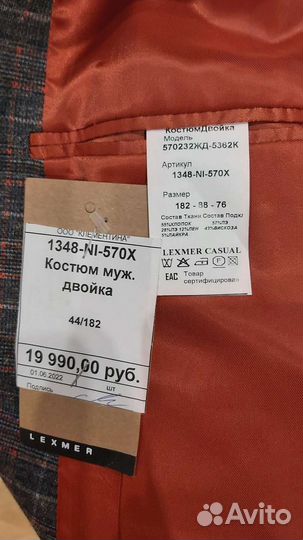 КостюмДвойка
Модель
570232ЖД-5362К
Артикул
1348-NI-570X
Размер
182 - 88 - 76
Состав Ткани Состав Подкл
LEXMER CASUAL
EAC Товар
сертифицирован
ООО "КЛЕМЕНТИНА"
1348-NI-570X
Костюм муж.
двойка
44/182
19 990,00 руб.
01.06.2022 шт
Подпись
LEXMER
Avito